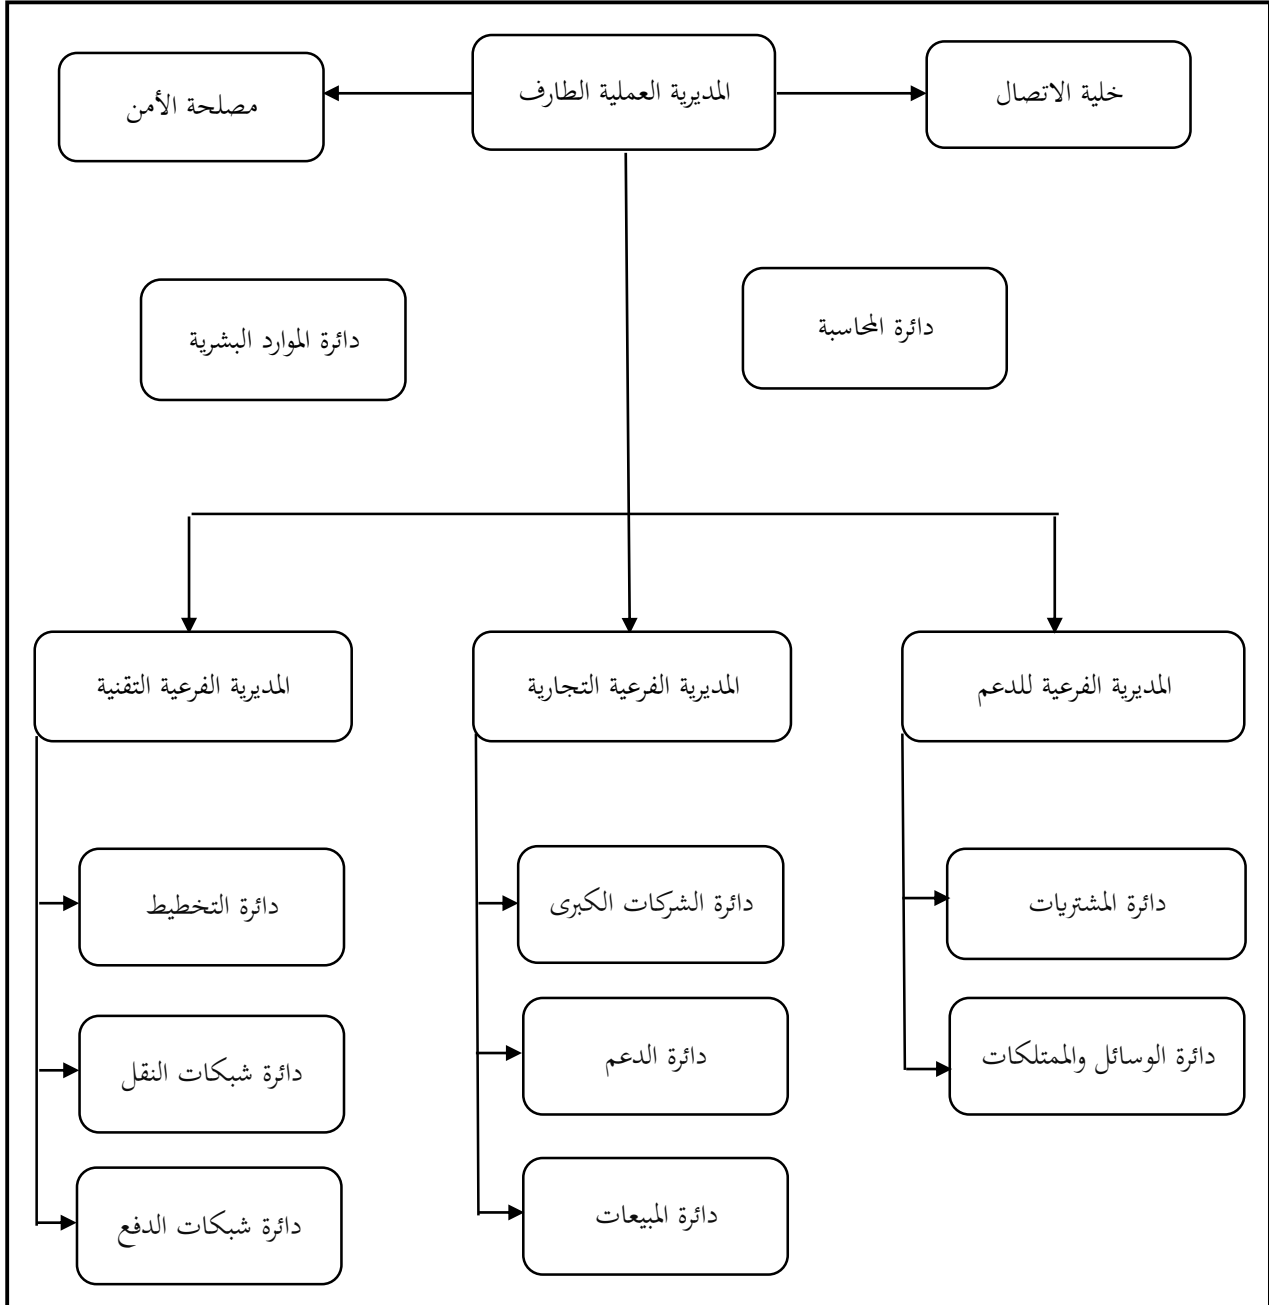 خلية الاتصال
المديرية العملية الطارف
مصلحة الأمن
دائرة المحاسبة
دائرة الموارد البشرية
المديرية الفرعية للدعم
المديرية الفرعية التجارية
المديرية الفرعية التقنية
دائرة المشتريات
دائرة الشركات الكبرى
دائرة التخطيط
دائرة الوسائل والممتلكات
دائرة الدعم
دائرة شبكات النقل
دائرة المبيعات
دائرة شبكات الدفع